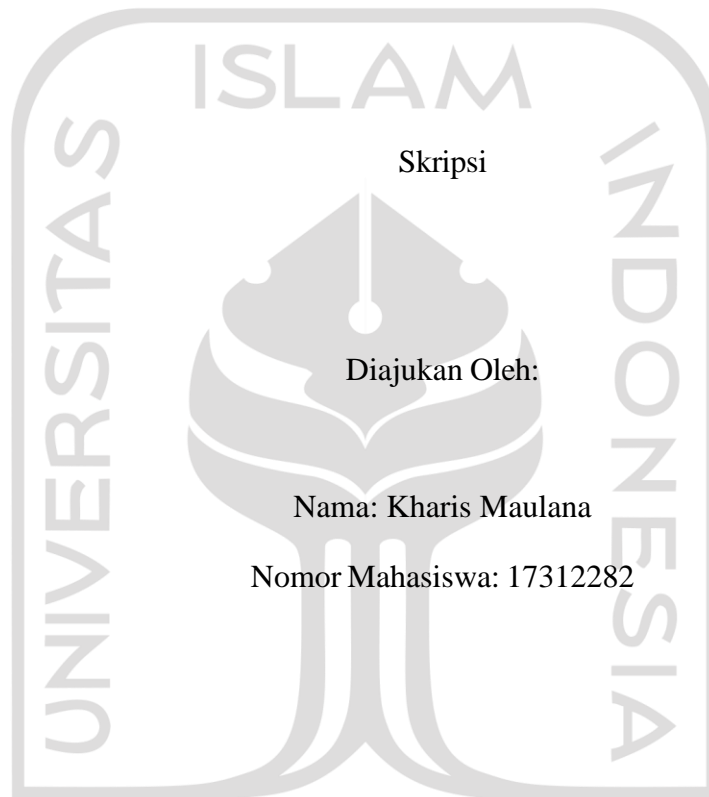 ISLAM
UNIVERSITAS
INDONESIA
Skripsi
Diajukan Oleh:
Nama: Kharis Maulana
Nomor Mahasiswa: 17312282